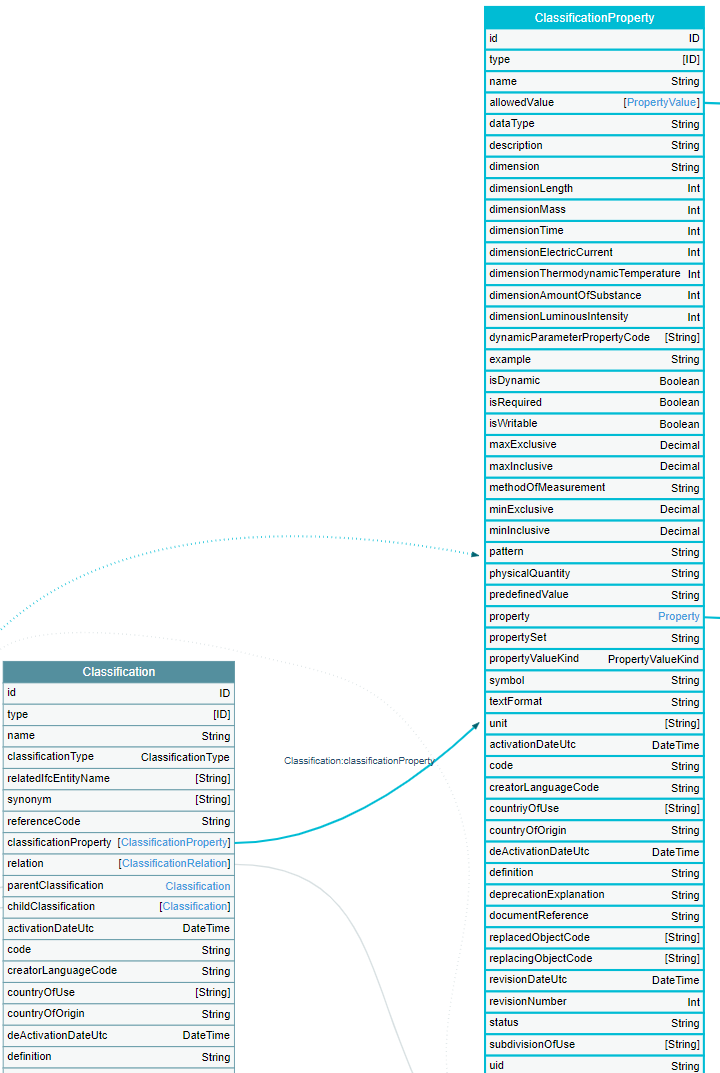 ClassificationProperty
id ID
type [ID]
name String
allowedValue [PropertyValue]
dataType String
description String
dimension String
dimensionLength Int
dimensionMass Int
dimensionTime Int
dimensionElectricCurrent Int
dimensionThermodynamicTemperature Int
dimensionAmountOfSubstance Int
dimensionLuminousIntensity Int
dynamicParameterPropertyCode [String]
example String
isDynamic Boolean
isRequired Boolean
isWritable Boolean
maxExclusive Decimal
maxInclusive Decimal
methodOfMeasurement String
minExclusive Decimal
minInclusive Decimal
pattern String
physicalQuantity String
predefinedValue String
property Property
propertySet String
propertyValueKind PropertyValueKind
symbol String
textFormat String
unit [String]
activationDateUtc DateTime
code String
creatorLanguageCode String
countriyOfUse [String]
countryOfOrigin String
deActivationDateUtc DateTime
definition String
deprecationExplanation String
documentReference String
replacedObjectCode [String]
replacingObjectCode [String]
revisionDateUtc DateTime
revisionNumber Int
status String
subdivisionOfUse [String]
uid String
Classification
id ID
type [ID]
name String
classificationType ClassificationType
relatedIfcEntityName [String]
synonym [String]
referenceCode String
classificationProperty [ClassificationProperty]
relation [ClassificationRelation]
parentClassification Classification
childClassification [Classification]
activationDateUtc DateTime
code String
creatorLanguageCode String
countryOfUse [String]
countryOfOrigin String
deActivationDateUtc DateTime
definition String
Classification:classificationProperty